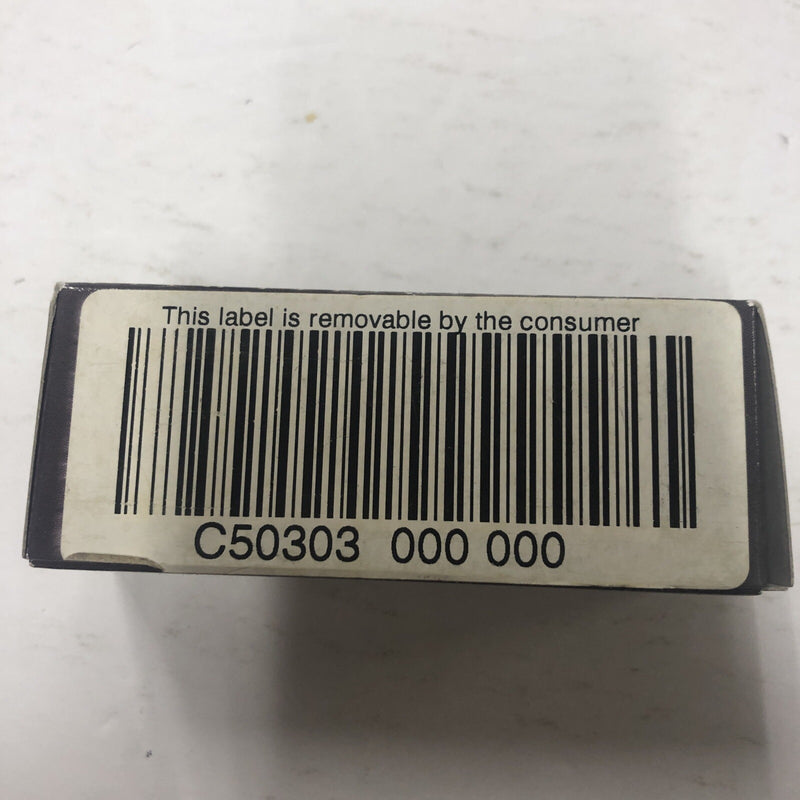 This label is removable by the consumer
C50303 000 000